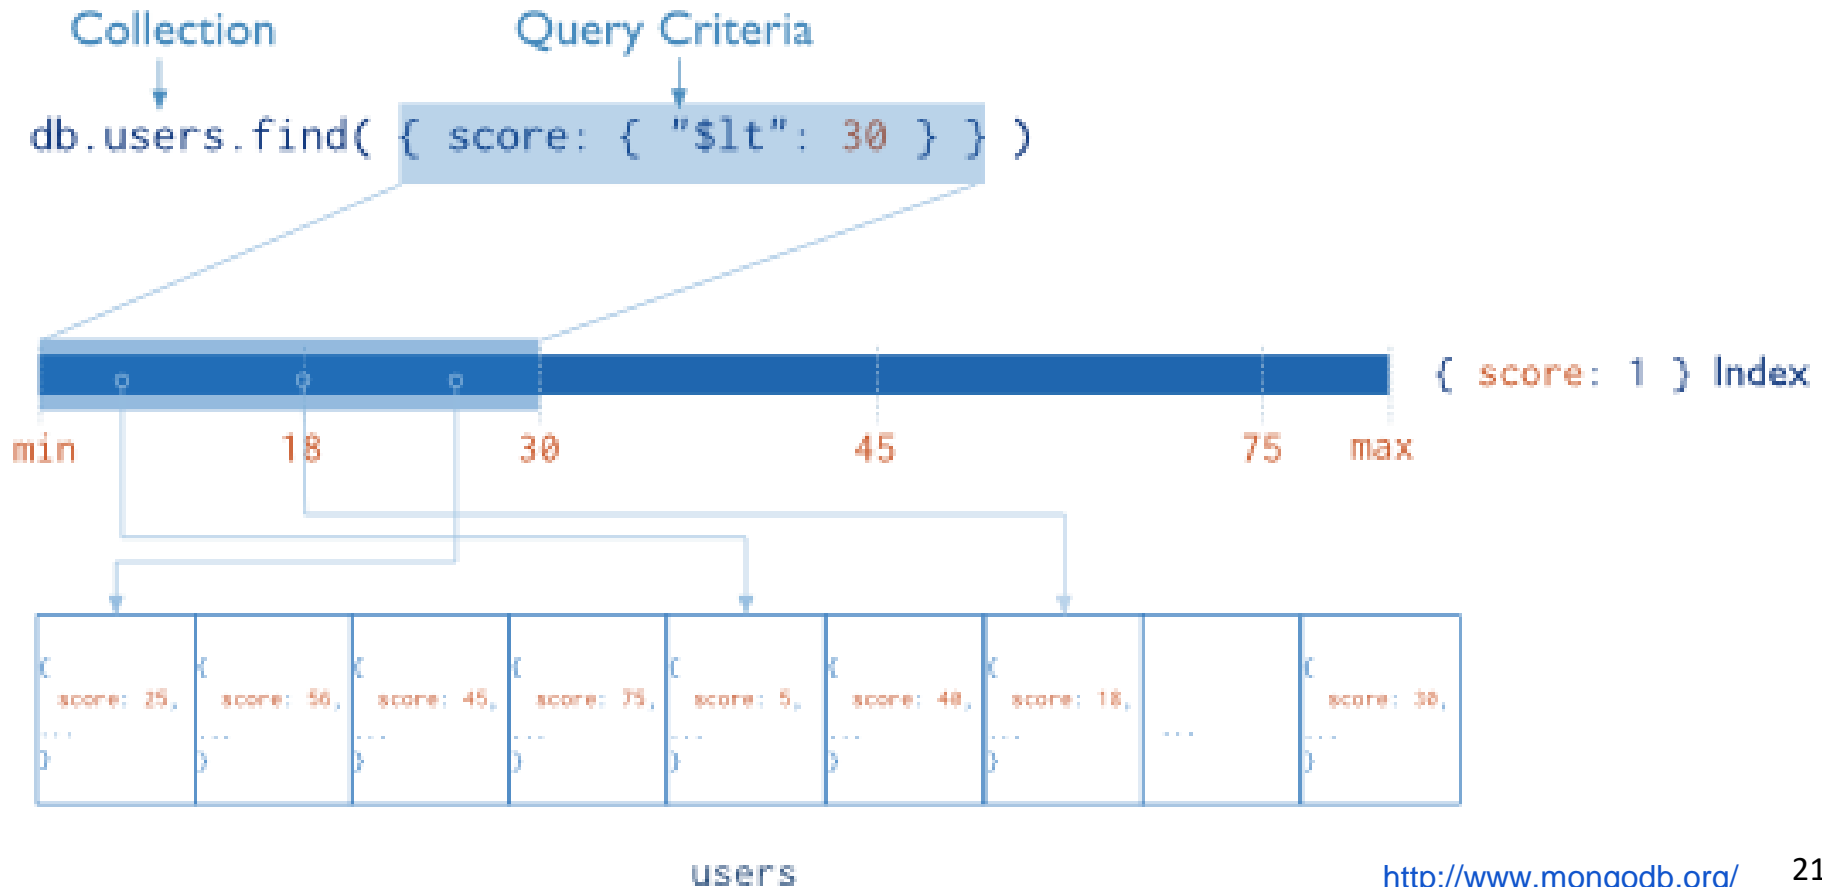 Collection Query Criteria
db.users.find( { score: { "$lt": 30 } } )
{ score: 1 } Index
min 18 30 45 75 max
{ { { { { { { {
score: 25, score: 56, score: 45, score: 75, score: 5, score: 40, score: 18, score: 30,
... ... ... ... ... ... ... ... ...
} } } } } } } }
users
http://www.mongodb.org/ 21